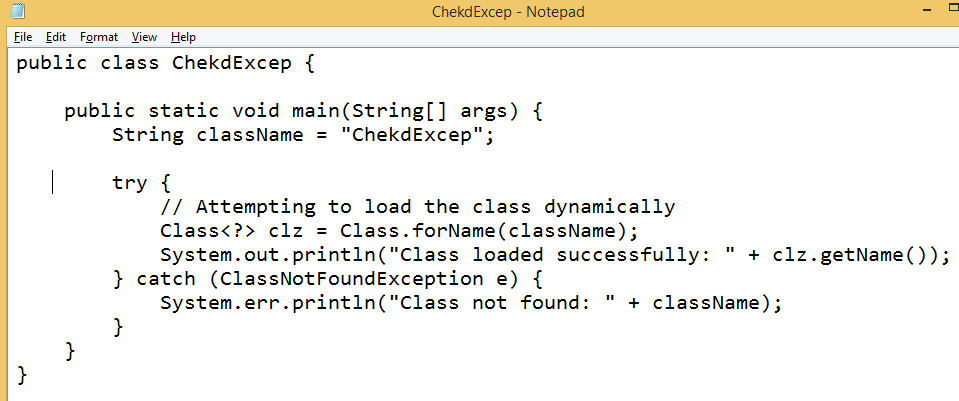 ChekdExcep - Notepad
File Edit Format View Help
public class ChekdExcep {
    public static void main(String[] args) {
        String className = "ChekdExcep";
        try {
            // Attempting to load the class dynamically
            Class<?> clz = Class.forName(className);
            System.out.println("Class loaded successfully: " + clz.getName());
        } catch (ClassNotFoundException e) {
            System.err.println("Class not found: " + className);
        }
    }
}